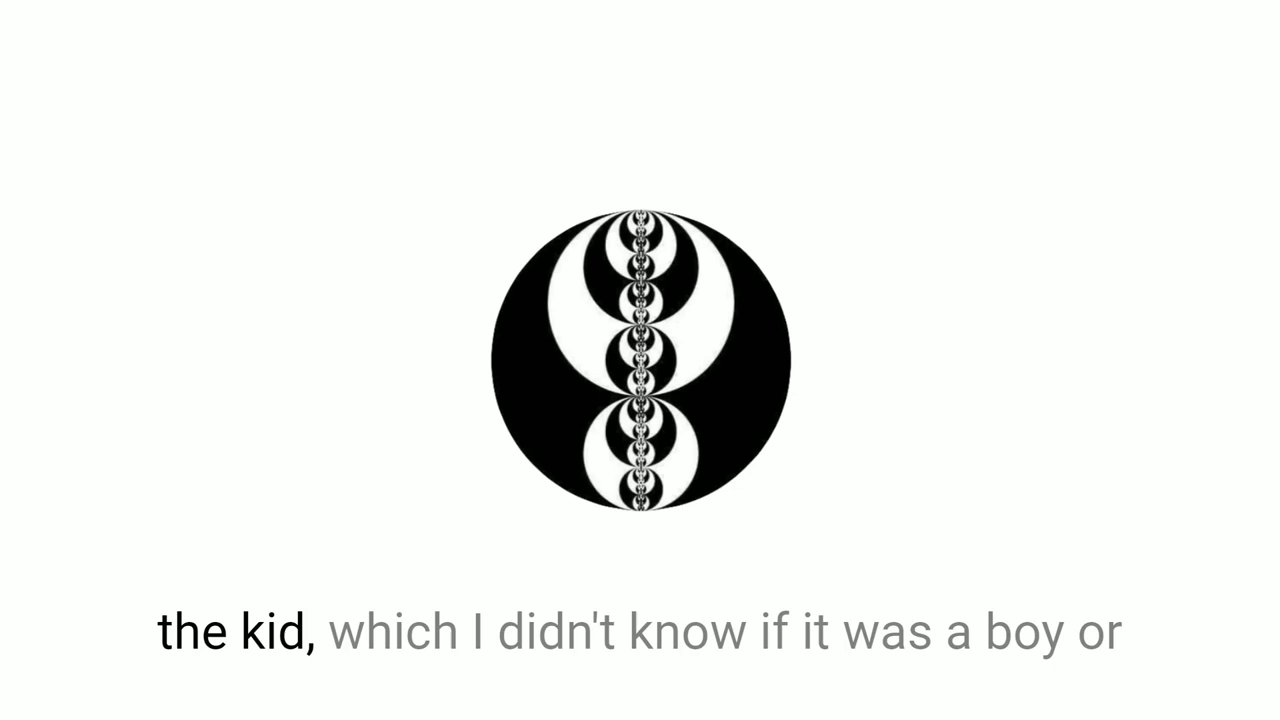 the kid, which I didn't know if it was a boy or